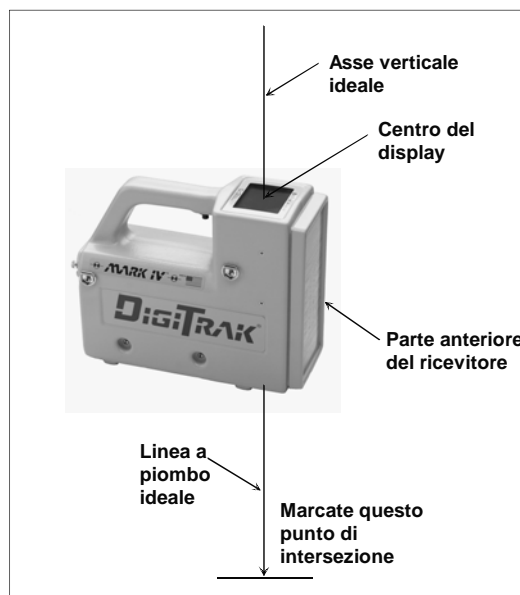 Asse verticale
ideale
Centro del
display
MARK IV
DIGITRAK
Parte anteriore
del ricevitore
Linea a
piombo
ideale
Marcate questo
punto di
intersezione